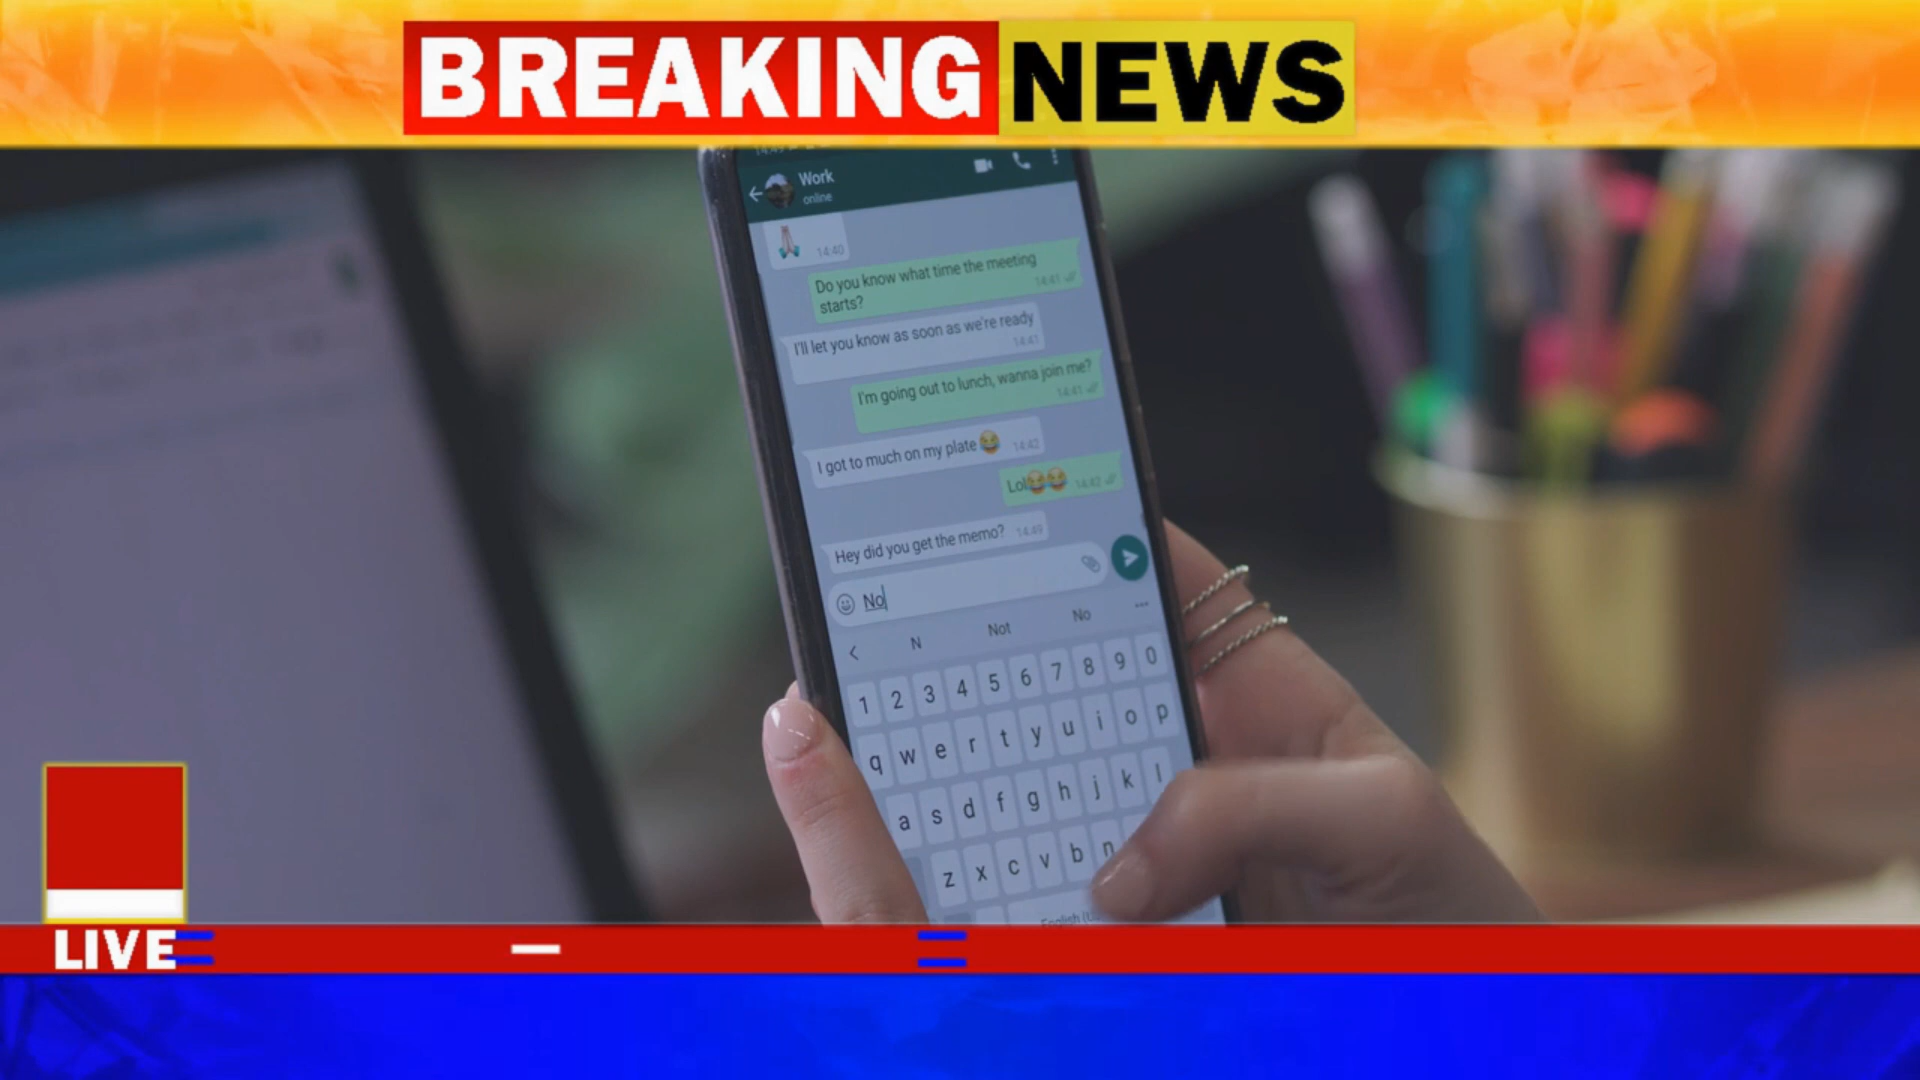 BREAKING NEWS
Work
online
14:40
Do you know what time the meeting
starts?
14:41
I'll let you know as soon as we're ready
14:41
I'm going out to lunch, wanna join me?
14:41
I got to much on my plate 😂 14:42
Lol😂😂 14:43
Hey did you get the memo? 14:49
No
N Not No
1 2 3 4 5 6 7 8 9 0
q w e r t y u i o p
a s d f g h j k l
z x c v b n
English
LIVE